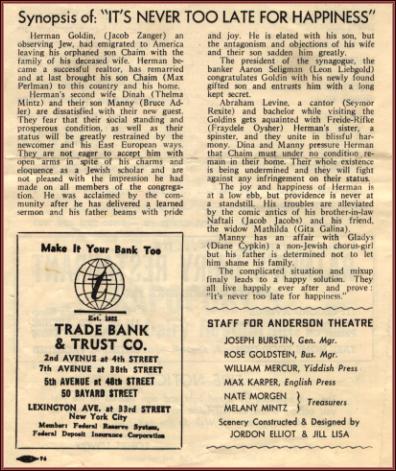 Synopsis of: "IT'S NEVER TOO LATE FOR HAPPINESS"
Herman Goldin, (Jacob Zanger) an
observing Jew, had emigrated to America
leaving his orphaned son Chaim with the
family of his deceased wife. Herman be-
came a successful realtor, has remarried
and at last brought his son Chaim (Max
Perlman) to this country and his home.
Herman's second wife Dinah (Thelma
Mintz) and their son Manny (Bruce Ad-
ler) are dissatisfied with their new guest.
They fear that their social standing and
prosperous condition, as well as their
status will be greatly restrained by the
newcomer and his East European ways.
They are not eager to accept him with
open arms in spite of his charms and
eloquence as a Jewish scholar and are
not pleased with the impression he had
made on all members of the congrega-
tion. He was acclaimed by the com-
munity after he has delivered a learned
sermon and his father beams with pride
and joy. He is elated with his son, but
the antagonism and objections of his wife
and their son sadden him greatly.
The president of the synagogue, the
banker Aaron Seligman (Leon Liebgold)
congratulates Goldin with his newly found
gifted son and entrusts him with a long
kept secret.
Abraham Levine, a cantor (Seymor
Rexite) and bachelor while visiting the
Goldins gets aquainted with Freide-Rifke
(Fraydele Oysher) Herman's sister, a
spinster, and they unite in blissful har-
mony. Dina and Manny pressure Herman
that Chaim must under no condition re-
main in their home. Their whole existence
is being undermined and they will fight
against any infringement on their status.
The joy and happiness of Herman is
at a low ebb, but providence is never at
a standstill. His troubles are alleviated
by the comic antics of his brother-in-law
Naftali (Jacob Jacobs) and his friend,
the widow Mathilda (Gita Galina).
Manny has an affair with Gladys
(Diane Cypkin) a non-Jewish chorus-girl
but his father is determined not to let
him shame his family.
The complicated situation and mixup
finaly leads to a happy solution. They
all live happily ever after and prove:
"It's never too late for happiness."
Make It Your Bank Too
t
Est. 1922
TRADE BANK
& TRUST CO.
2nd AVENUE at 4th STREET
7th AVENUE at 38th STREET
5th AVENUE at 48th STREET
50 BAYARD STREET
LEXINGTON AV. at 33rd STREET
New York City
Members Federal Reserve System,
Federal Deposit Insurance Corporation
96
STAFF FOR ANDERSON THEATRE
JOSEPH BURSTIN, Gen. Mgr.
ROSE GOLDSTEIN, Bus. Mgr.
WILLIAM MERCUR, Yiddish Press
MAX KARPER, English Press
NATE MORGEN
MELANY MINTZ } Treasurers
Scenery Constructed & Designed by
JORDON ELLIOT & JILL LISA